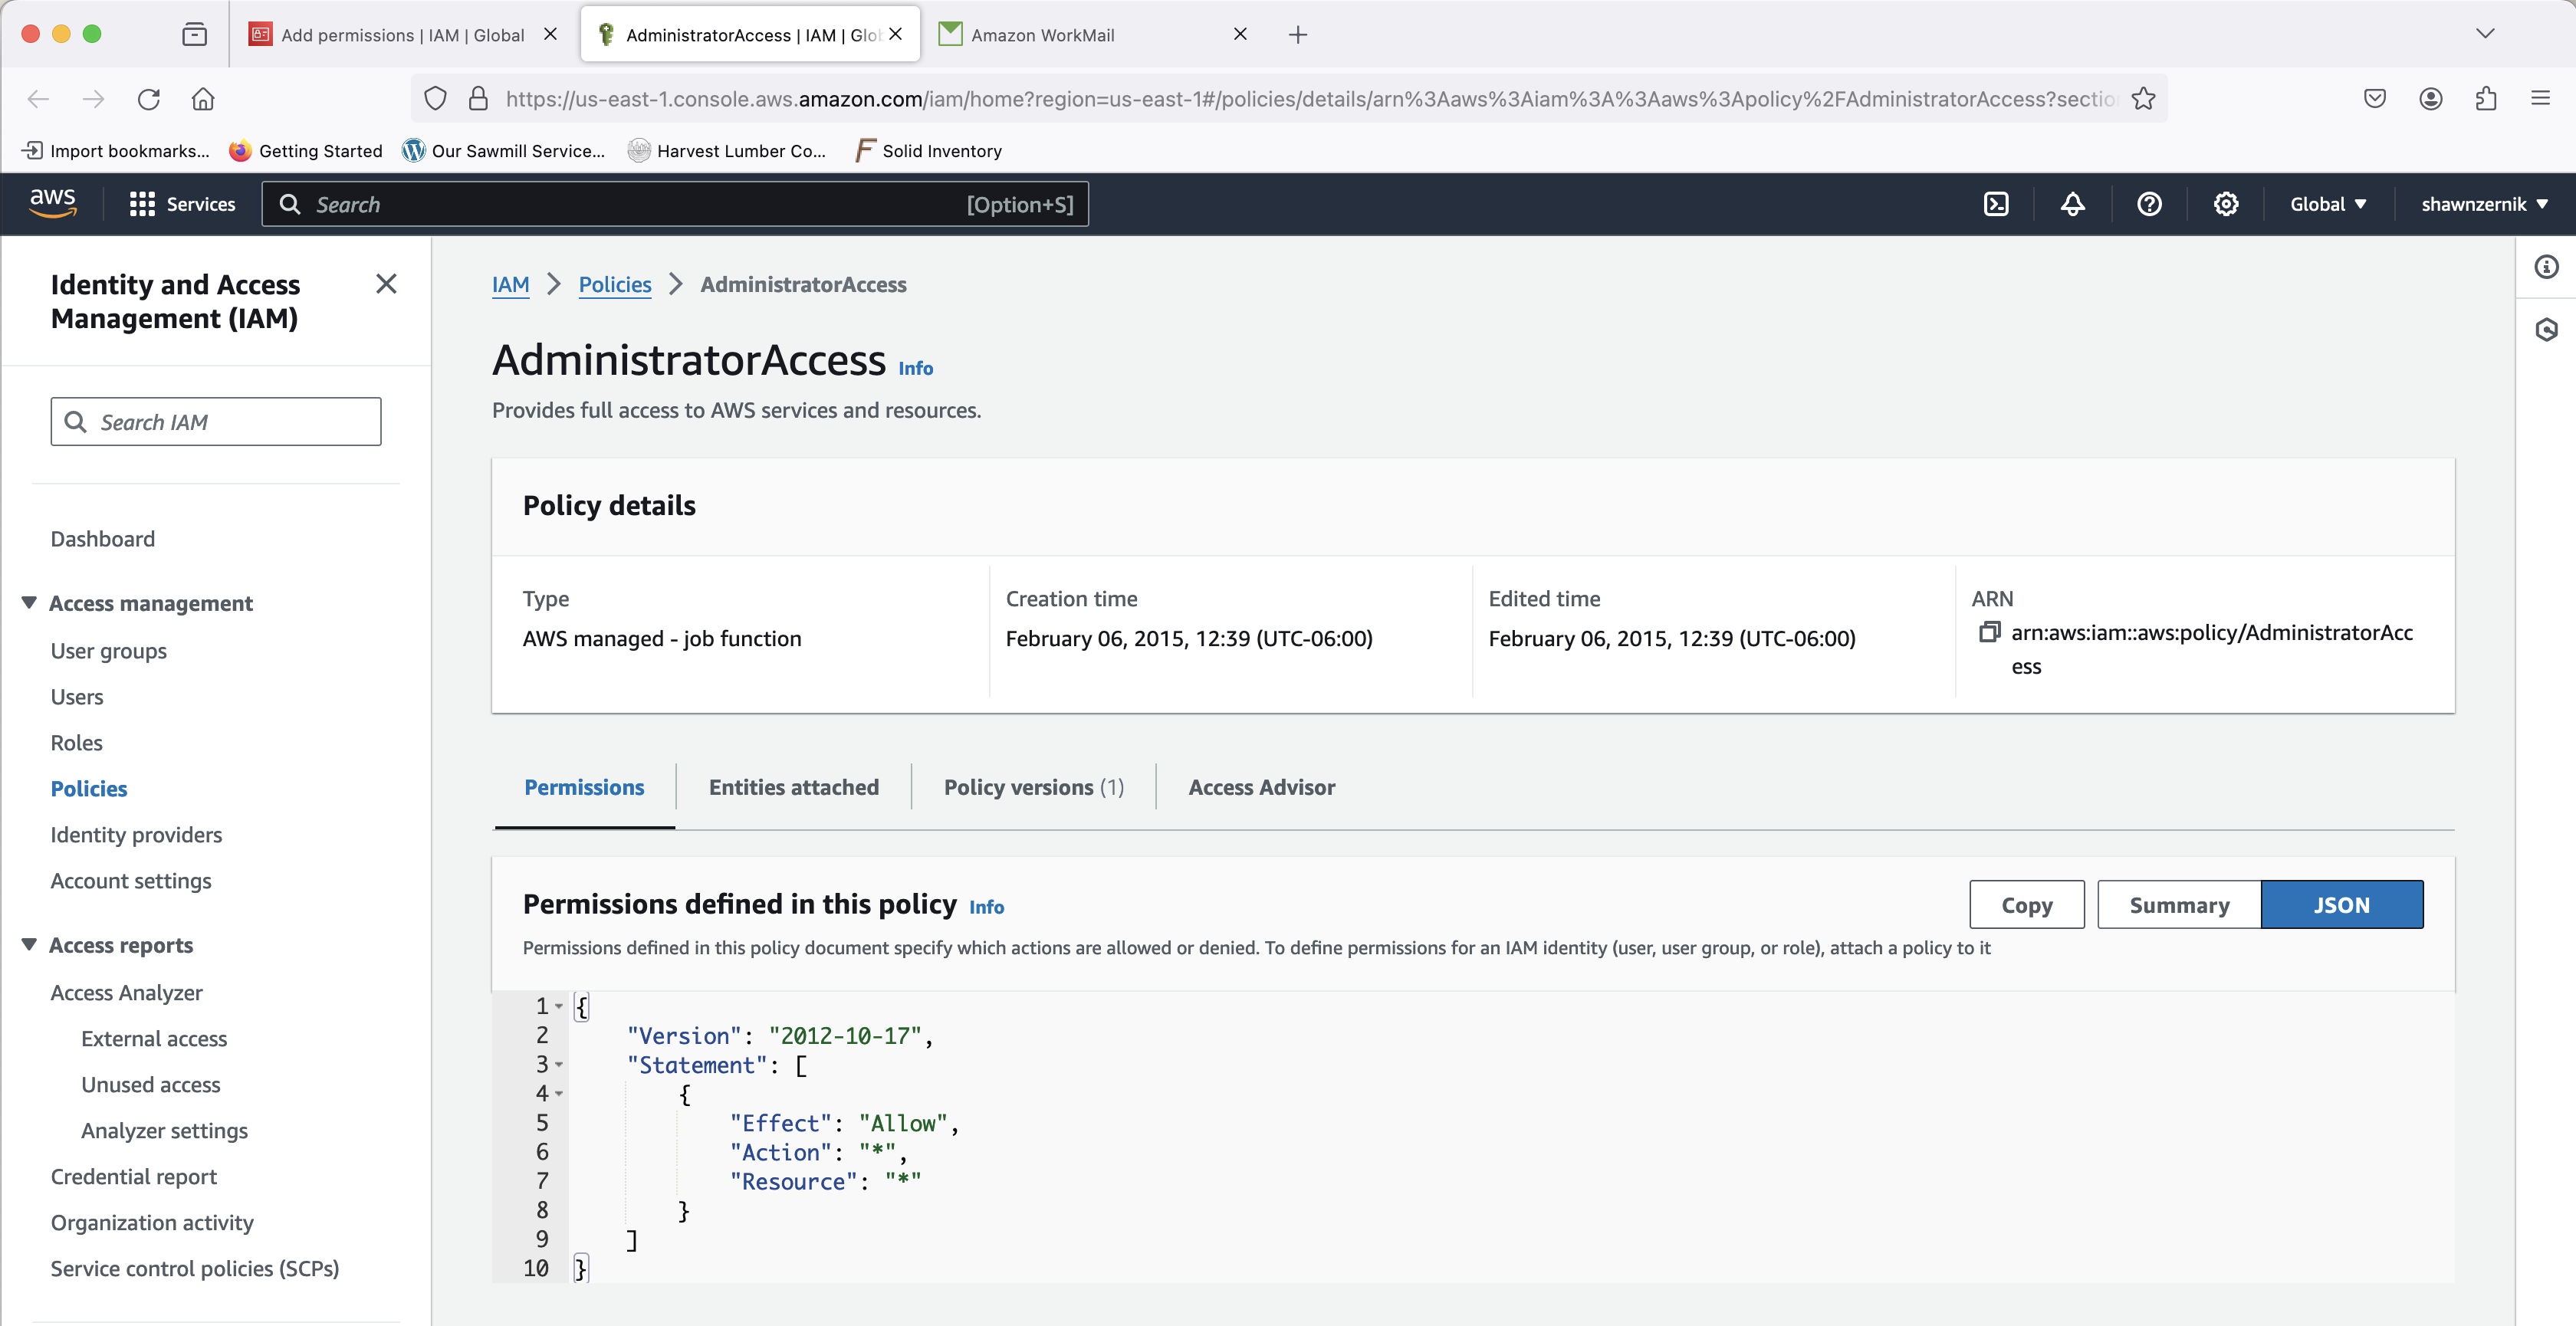 Add permissions | IAM | Global
AdministratorAccess | IAM | Glo
Amazon WorkMail
https://us-east-1.console.aws.amazon.com/iam/home?region=us-east-1#/policies/details/arn%3Aaws%3Aiam%3A%3Aaws%3Apolicy%2FAdministratorAccess?sectio
Import bookmarks...
Getting Started
Our Sawmill Service...
Harvest Lumber Co...
Solid Inventory
aws
Services
Search
[Option+S]
Global
shawnzernik
Identity and Access
Management (IAM)
Search IAM
Dashboard
Access management
User groups
Users
Roles
Policies
Identity providers
Account settings
Access reports
Access Analyzer
External access
Unused access
Analyzer settings
Credential report
Organization activity
Service control policies (SCPs)
IAM > Policies > AdministratorAccess
AdministratorAccess Info
Provides full access to AWS services and resources.
Policy details
Type
AWS managed - job function
Creation time
February 06, 2015, 12:39 (UTC-06:00)
Edited time
February 06, 2015, 12:39 (UTC-06:00)
ARN
arn:aws:iam::aws:policy/AdministratorAcc
ess
Permissions
Entities attached
Policy versions (1)
Access Advisor
Permissions defined in this policy Info
Copy
Summary
JSON
Permissions defined in this policy document specify which actions are allowed or denied. To define permissions for an IAM identity (user, user group, or role), attach a policy to it
1 {
2 "Version": "2012-10-17",
3 "Statement": [
4 {
5 "Effect": "Allow",
6 "Action": "*",
7 "Resource": "*"
8 }
9 ]
10 }